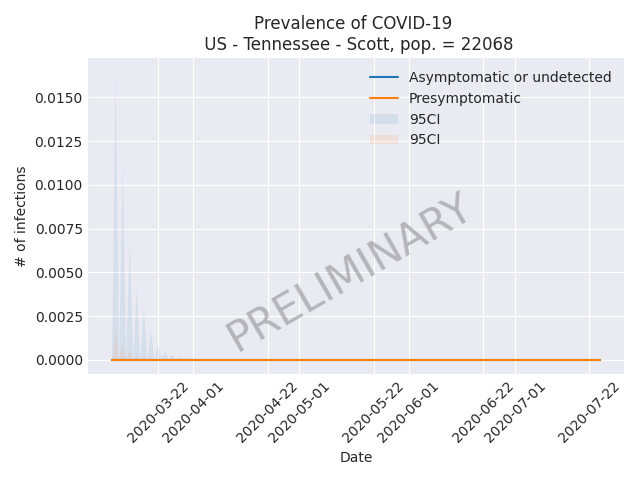 Prevalence of COVID-19
US - Tennessee - Scott, pop. = 22068
Asymptomatic or undetected
Presymptomatic
95CI
95CI
0.0150
0.0125
0.0100
0.0075
0.0050
0.0025
0.0000
# of infections
PRELIMINARY
2020-03-22
2020-04-01
2020-04-22
2020-05-01
2020-05-22
2020-06-01
2020-06-22
2020-07-01
2020-07-22
Date